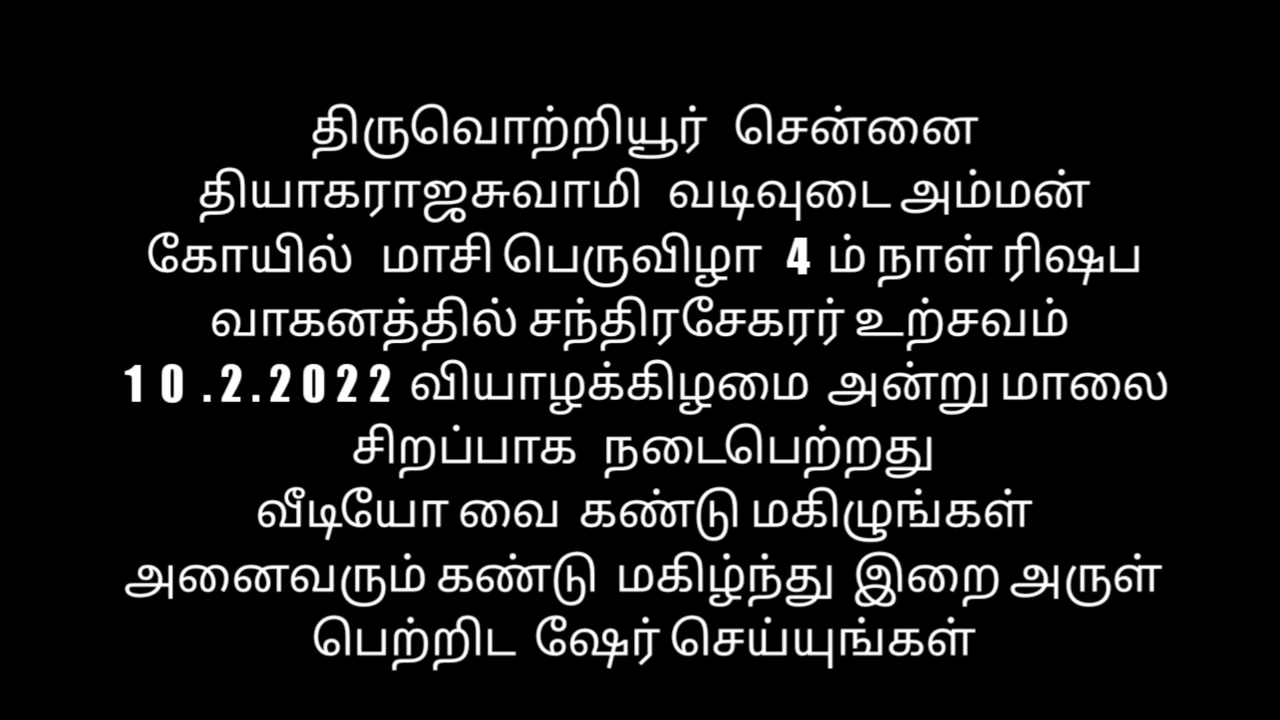 திருவொற்றியூர் சென்னை
தியாகராஜசுவாமி வடிவுடை அம்மன்
கோயில் மாசி பெருவிழா 4 ம் நாள் ரிஷப
வாகனத்தில் சந்திரசேகரர் உற்சவம்
10 .2.2022 வியாழக்கிழமை அன்று மாலை
சிறப்பாக நடைபெற்றது
வீடியோ வை கண்டு மகிழுங்கள்
அனைவரும் கண்டு மகிழ்ந்து இறை அருள்
பெற்றிட ஷேர் செய்யுங்கள்